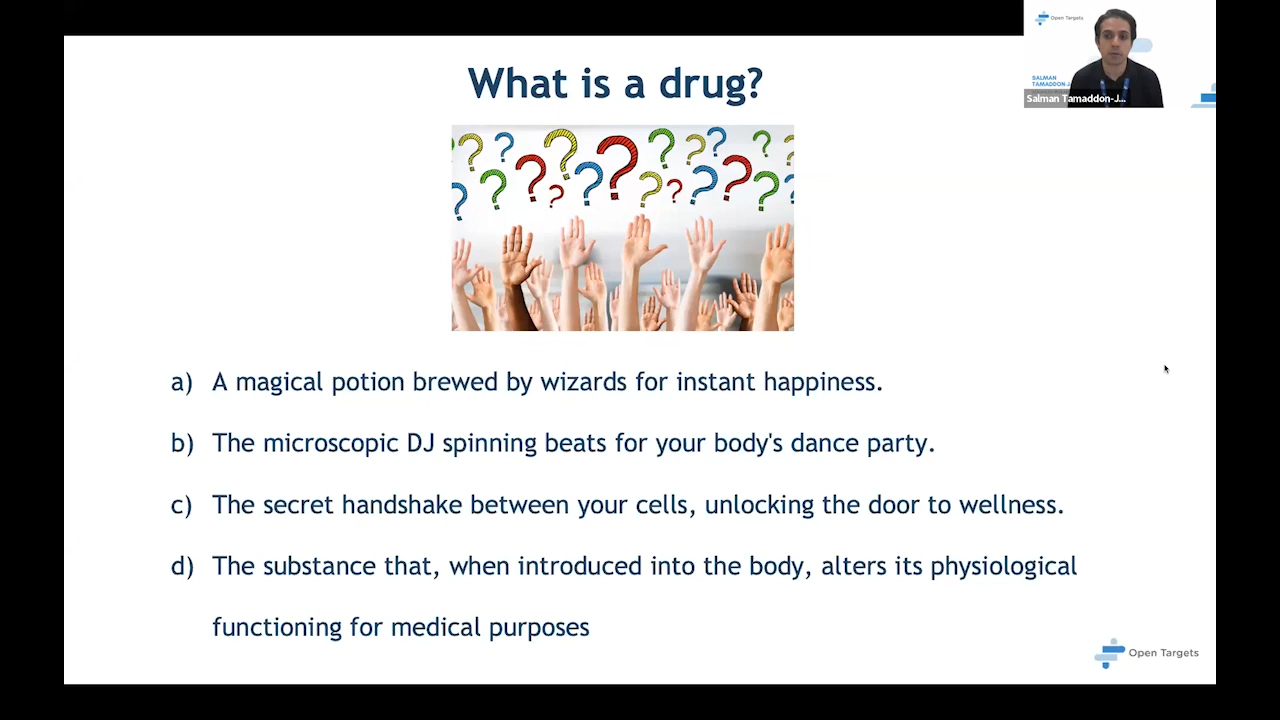 Open Targets
SALMAN
TAMADDON J
Salman Tamaddon-J...
What is a drug?
a) A magical potion brewed by wizards for instant happiness.
b) The microscopic DJ spinning beats for your body's dance party.
c) The secret handshake between your cells, unlocking the door to wellness.
d) The substance that, when introduced into the body, alters its physiological
functioning for medical purposes
Open Targets